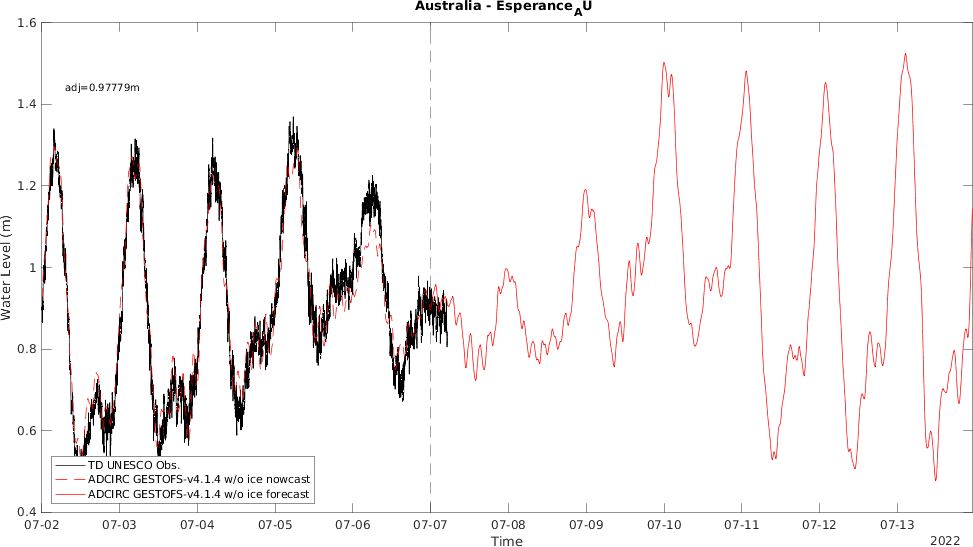 Australia - Esperance_AU
1.6
adj=0.97779m
1.4
1.2
1
0.8
0.6
0.4
Water Level (m)
TD UNESCO Obs.
ADCIRC GESTOFS-v4.1.4 w/o ice nowcast
ADCIRC GESTOFS-v4.1.4 w/o ice forecast
07-02 07-03 07-04 07-05 07-06 07-07 07-08 07-09 07-10 07-11 07-12 07-13
Time
2022